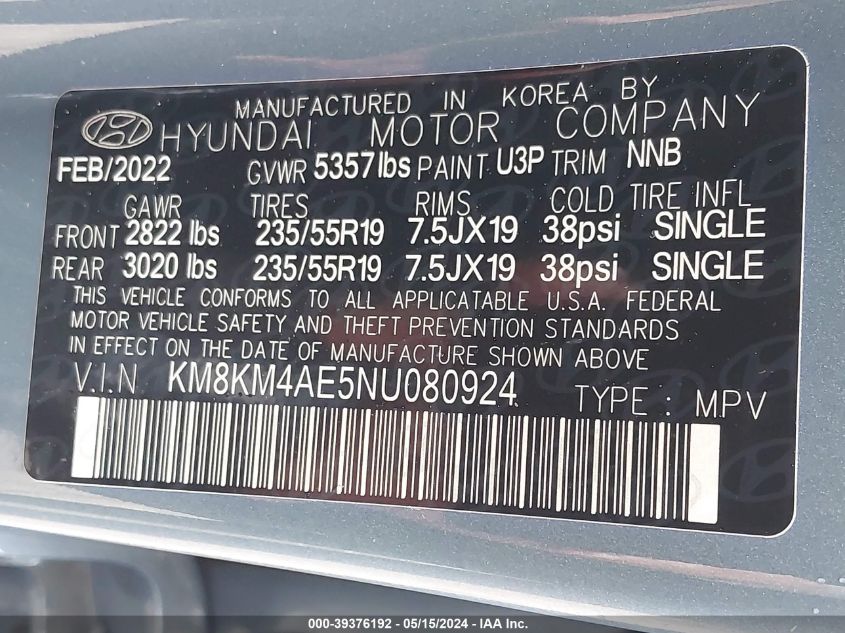 MANUFACTURED IN KOREA BY
HYUNDAI MOTOR COMPANY
FEB/2022 GVWR 5357lbs PAINT U3P TRIM NNB
GAWR TIRES RIMS COLD TIRE INFL
FRONT 2822 lbs 235/55R19 7.5JX19 38psi SINGLE
REAR 3020 lbs 235/55R19 7.5JX19 38psi SINGLE
THIS VEHICLE CONFORMS TO ALL APPLICATABLE U.S.A. FEDERAL
MOTOR VEHICLE SAFETY AND THEFT PREVENTION STANDARDS
IN EFFECT ON THE DATE OF MANUFACTURE SHOWN ABOVE
V.I.N KM8KM4AE5NU080924 TYPE : MPV
000-39376192 - 05/15/2024 - IAA Inc.